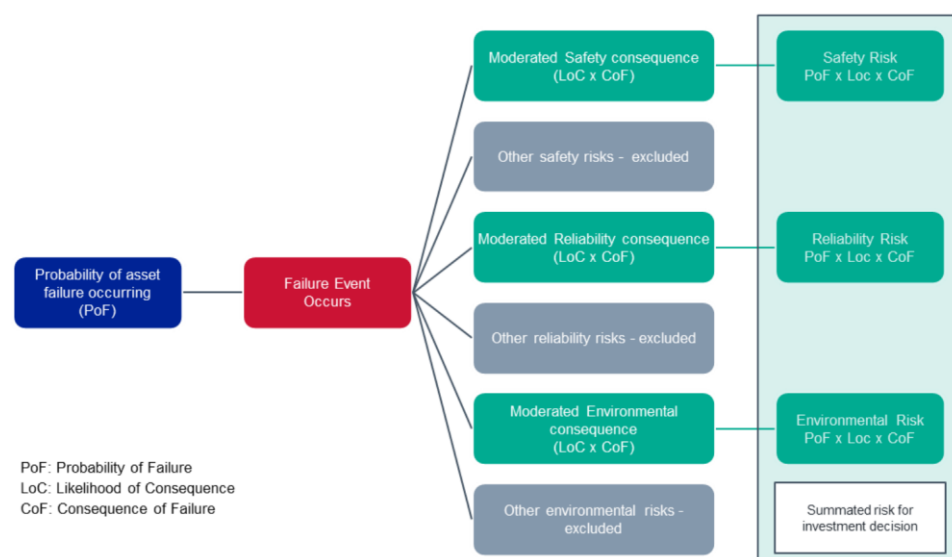 Moderated Safety consequence
(LoC x CoF)
Safety Risk
PoF x Loc x CoF
Other safety risks - excluded
Moderated Reliability consequence
(LoC x CoF)
Reliability Risk
PoF x Loc x CoF
Probability of asset
failure occurring
(PoF)
Failure Event
Occurs
Other reliability risks - excluded
Moderated Environmental
consequence
(LoC x CoF)
Environmental Risk
PoF x Loc x CoF
PoF: Probability of Failure
LoC: Likelihood of Consequence
CoF: Consequence of Failure
Other environmental risks -
excluded
Summated risk for
investment decision